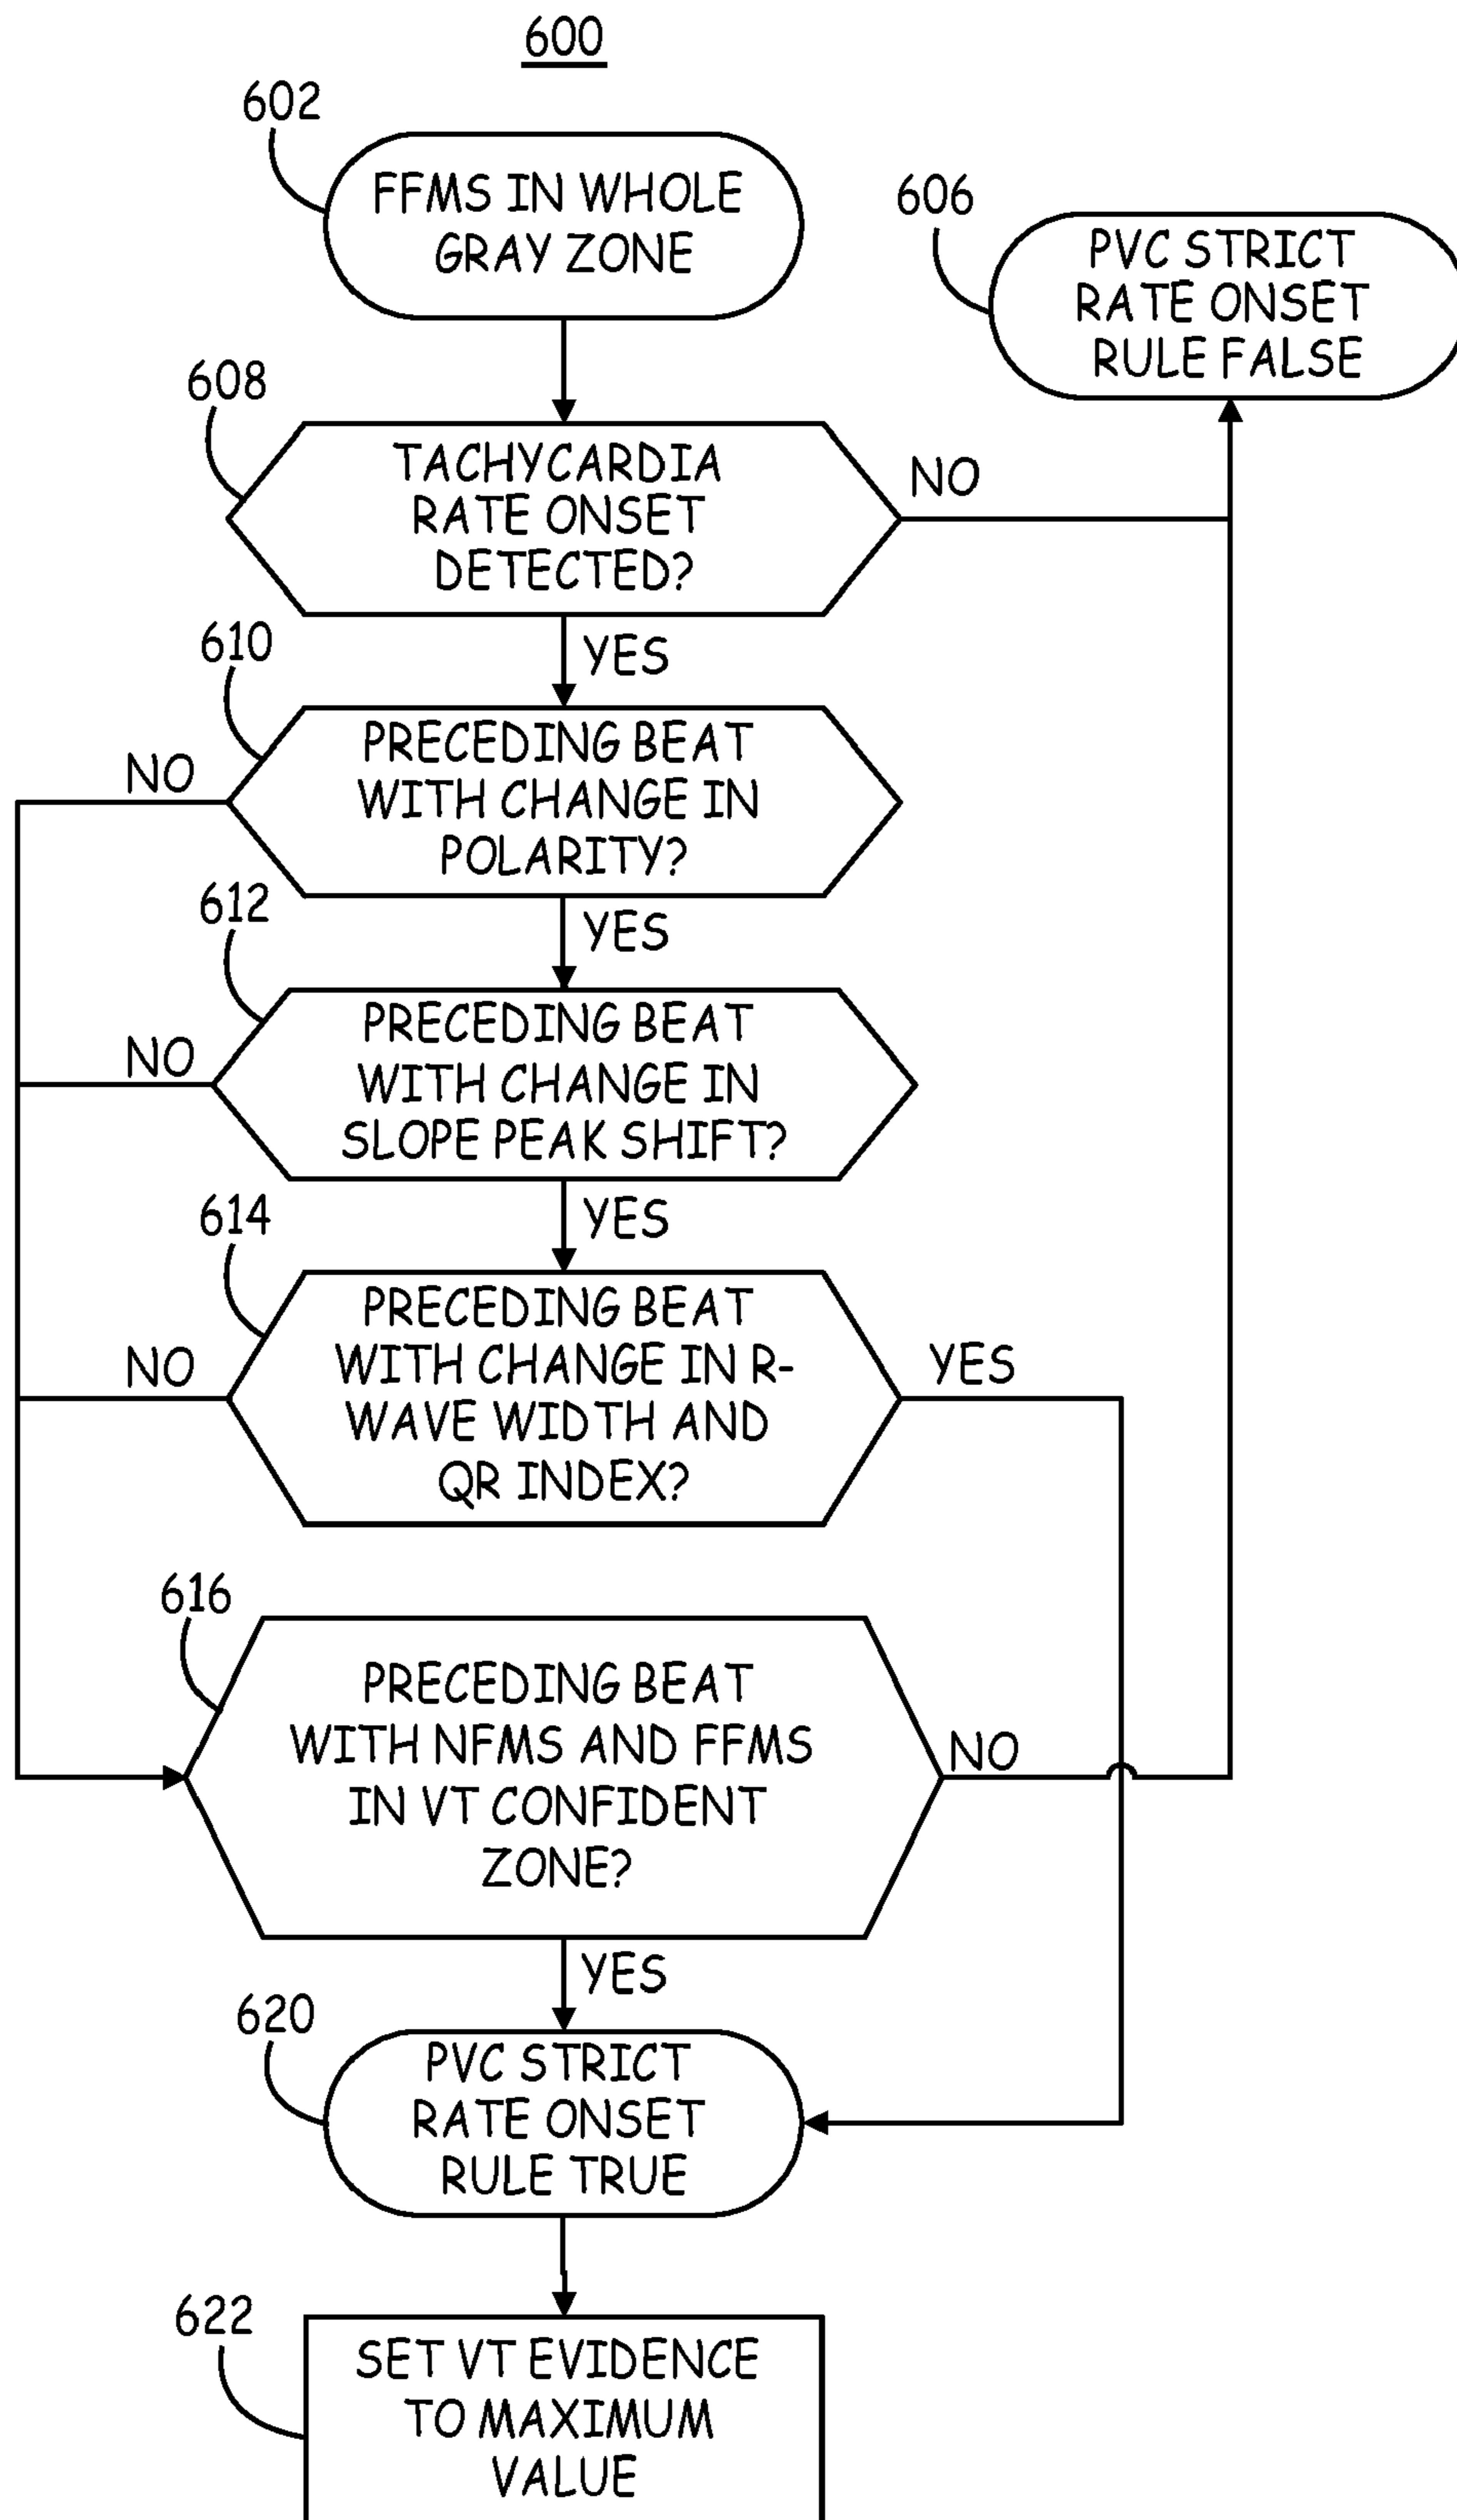 600
602
FFMS IN WHOLE
GRAY ZONE
606
PVC STRICT
RATE ONSET
RULE FALSE
608
TACHYCARDIA
RATE ONSET
DETECTED?
NO
YES
610
PRECEDING BEAT
WITH CHANGE IN
POLARITY?
NO
YES
612
PRECEDING BEAT
WITH CHANGE IN
SLOPE PEAK SHIFT?
NO
YES
614
PRECEDING BEAT
WITH CHANGE IN R-
WAVE WIDTH AND
QR INDEX?
NO
YES
616
PRECEDING BEAT
WITH NFMS AND FFMS
IN VT CONFIDENT
ZONE?
NO
YES
620
PVC STRICT
RATE ONSET
RULE TRUE
622
SET VT EVIDENCE
TO MAXIMUM
VALUE